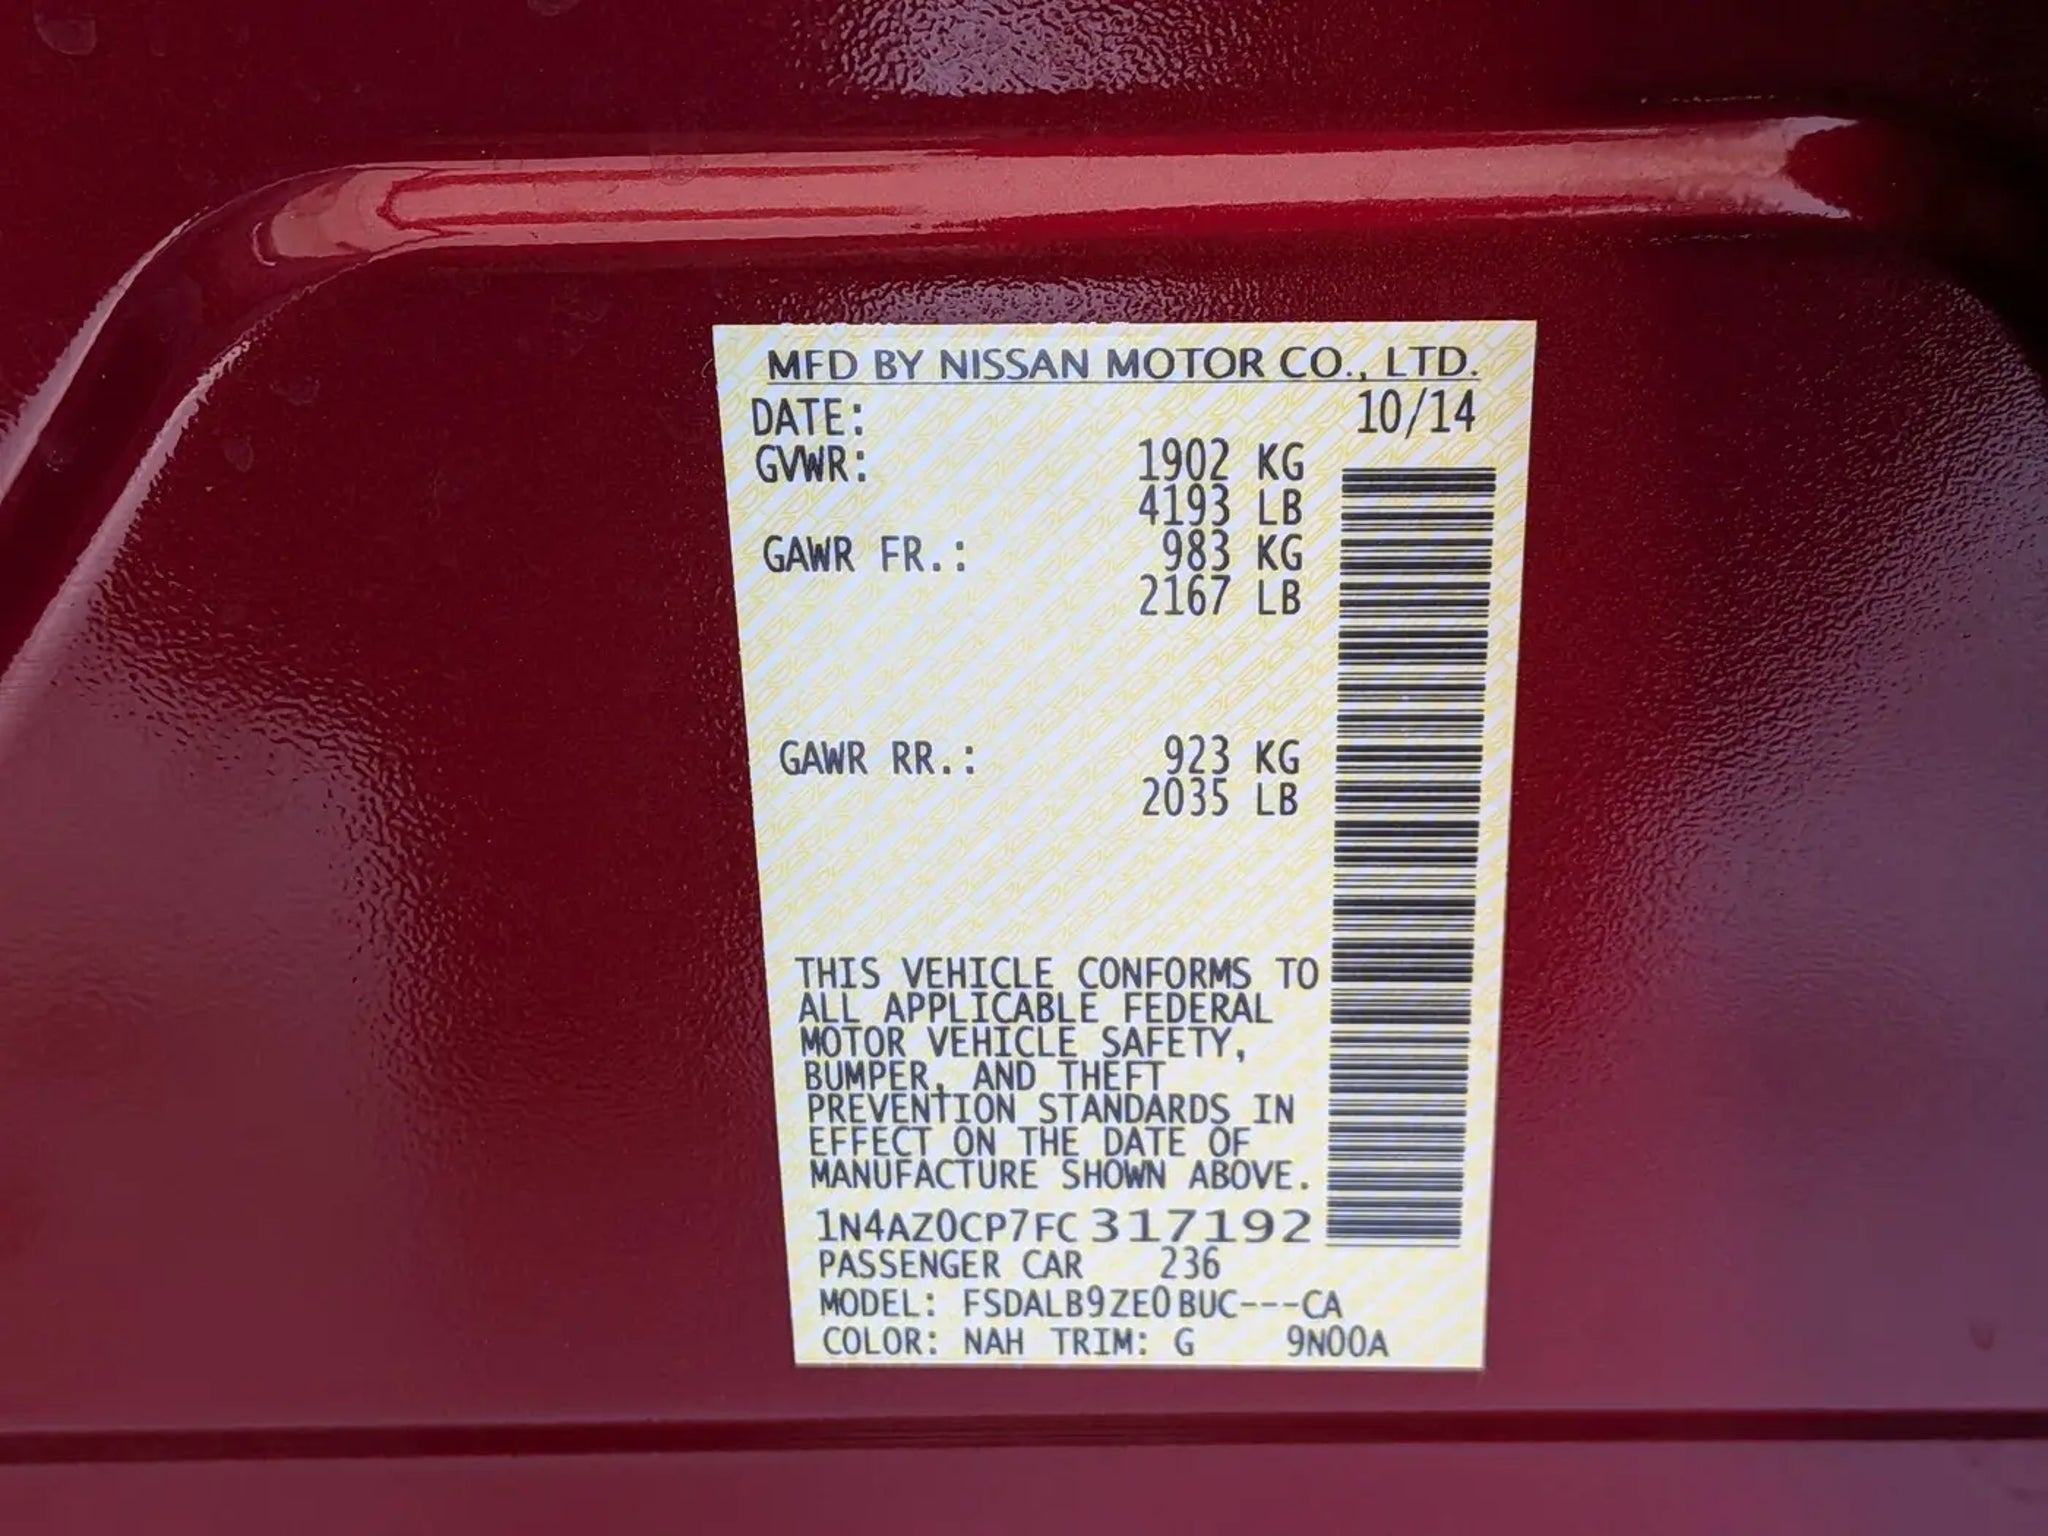 MFD BY NISSAN MOTOR CO., LTD.
DATE: 10/14
GVWR: 1902 KG
4193 LB
GAWR FR.: 983 KG
2167 LB
GAWR RR.: 923 KG
2035 LB
THIS VEHICLE CONFORMS TO
ALL APPLICABLE FEDERAL
MOTOR VEHICLE SAFETY,
BUMPER, AND THEFT
PREVENTION STANDARDS IN
EFFECT ON THE DATE OF
MANUFACTURE SHOWN ABOVE.
1N4AZ0CP7FC317192
PASSENGER CAR 236
MODEL: FSDALB9ZE0BUC---CA
COLOR: NAH TRIM: G 9N00A